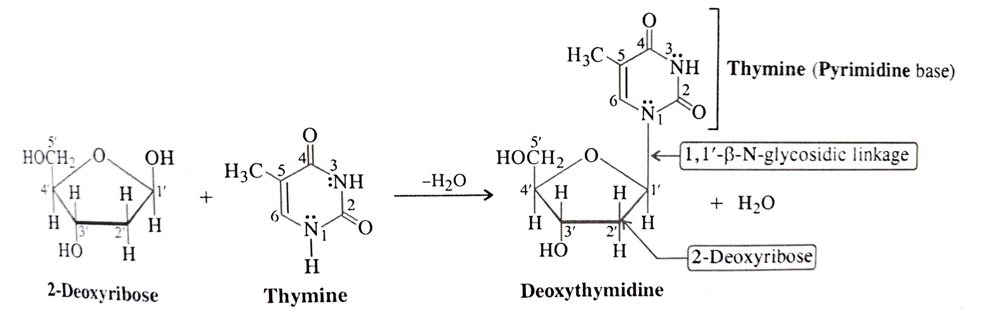 5′
HOCH₂
O
OH
4′
H
H
1′
H
3′
2′
H
HO
H
2-Deoxyribose
+
O
4
3
H₃C
5
:NH
6
2
N̈
1
O
H
Thymine
–H₂O
O
4
3
H₃C
5
N̈H
6
2
N̈
1
O
Thymine (Pyrimidine base)
5′
HOCH₂
O
1,1′-β-N-glycosidic linkage
4′
H
H
1′
H
3′
2′
H
HO
H
+ H₂O
2-Deoxyribose
Deoxythymidine